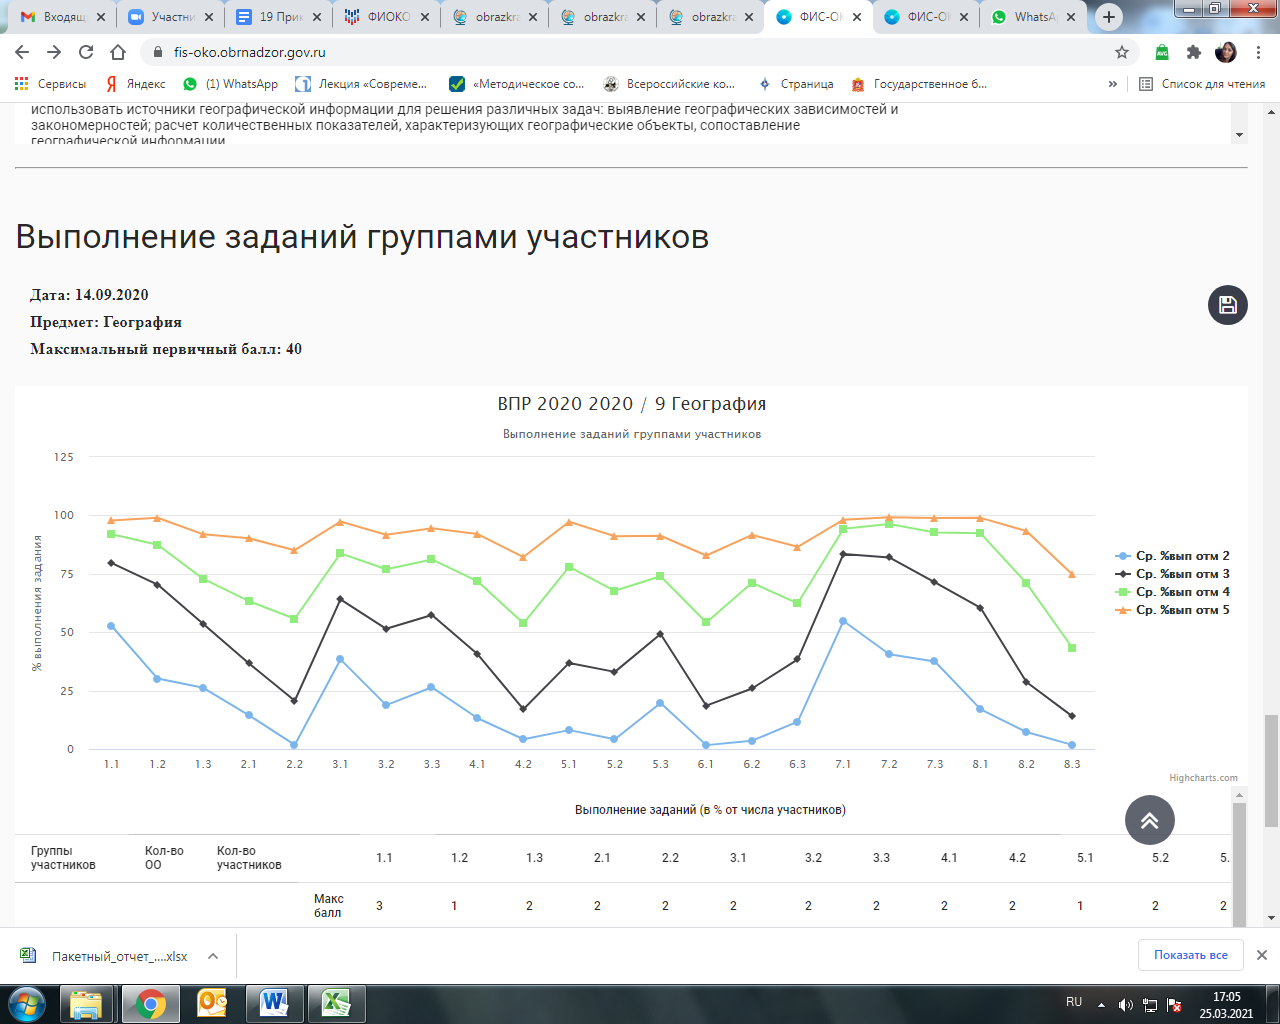 Входящ
Участни
19 При
ФИОКО
obrazkra
obrazkra
obrazkra
ФИС-ОК
ФИС-ОК
WhatsA
fis-oko.obrnadzor.gov.ru
Сервисы
Яндекс
(1) WhatsApp
Лекция «Совреме...
«Методическое со...
Всероссийские ко...
Страница
Государственное б...
»
Список для чтения
использовать источники географической информации для решения различных задач: выявление географических зависимостей и
закономерностей; расчет количественных показателей, характеризующих географические объекты, сопоставление
географической информации
Выполнение заданий группами участников
Дата: 14.09.2020
Предмет: География
Максимальный первичный балл: 40
ВПР 2020 2020 / 9 География
Выполнение заданий группами участников
% выполнения задания
125
100
75
50
25
0
1.1 1.2 1.3 2.1 2.2 3.1 3.2 3.3 4.1 4.2 5.1 5.2 5.3 6.1 6.2 6.3 7.1 7.2 7.3 8.1 8.2 8.3
Ср. %вып отм 2
Ср. %вып отм 3
Ср. %вып отм 4
Ср. %вып отм 5
Highcharts.com
Выполнение заданий (в % от числа участников)
Группы участников Кол-во ОО Кол-во участников 1.1 1.2 1.3 2.1 2.2 3.1 3.2 3.3 4.1 4.2 5.1 5.2 5.
Макс балл 3 1 2 2 2 2 2 2 2 2 1 2 2
Пакетный_отчет_....xlsx
Показать все
RU
17:05
25.03.2021